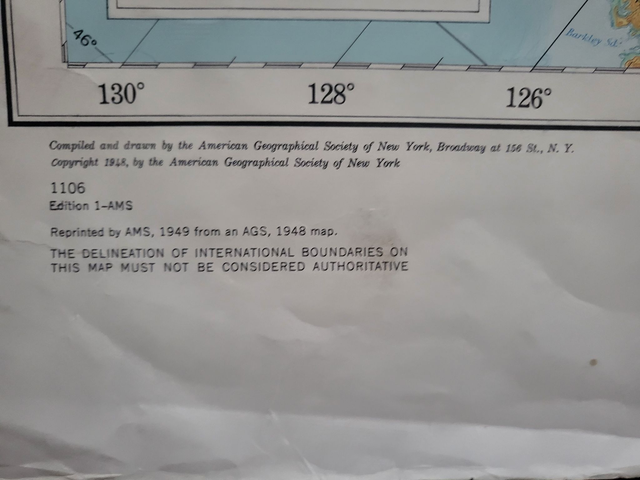 46°
Barkley Sd.
130° 128° 126°
Compiled and drawn by the American Geographical Society of New York, Broadway at 156 St., N. Y.
Copyright 1948, by the American Geographical Society of New York
1106
Edition 1-AMS
Reprinted by AMS, 1949 from an AGS, 1948 map.
THE DELINEATION OF INTERNATIONAL BOUNDARIES ON
THIS MAP MUST NOT BE CONSIDERED AUTHORITATIVE